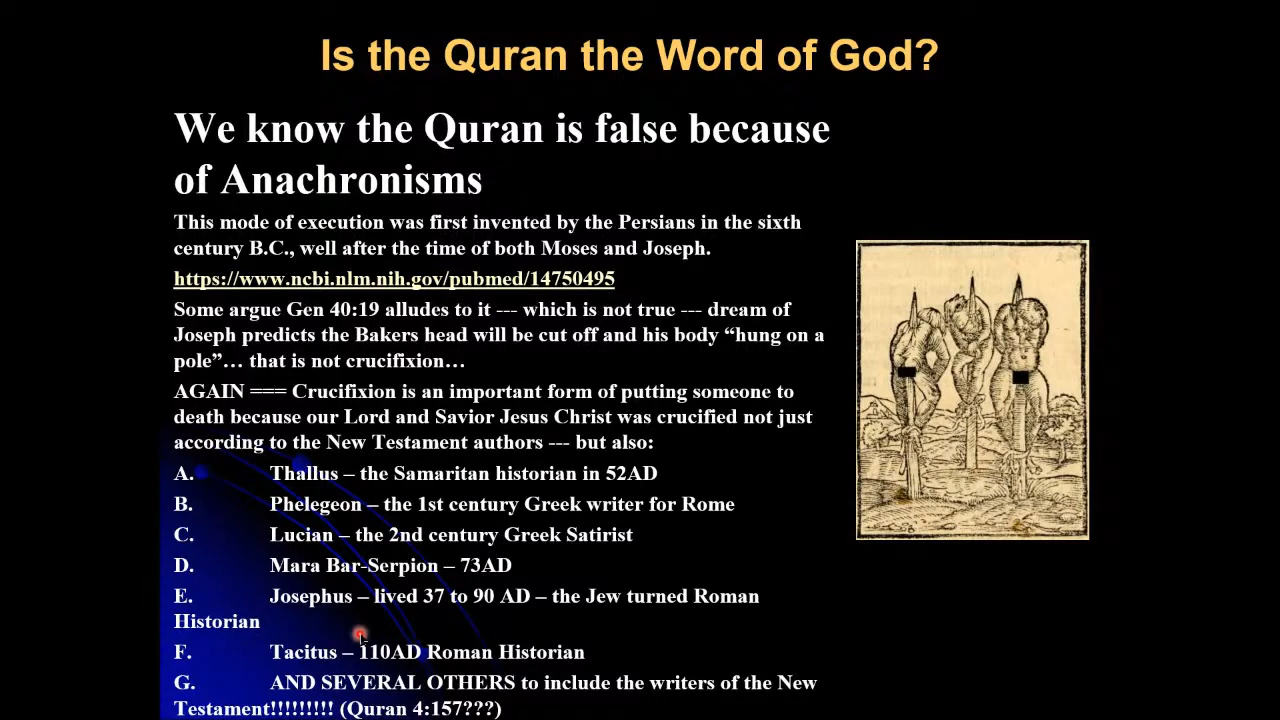 Is the Quran the Word of God?
We know the Quran is false because
of Anachronisms
This mode of execution was first invented by the Persians in the sixth
century B.C., well after the time of both Moses and Joseph.
https://www.ncbi.nlm.nih.gov/pubmed/14750495
Some argue Gen 40:19 alludes to it --- which is not true --- dream of
Joseph predicts the Bakers head will be cut off and his body “hung on a
pole”… that is not crucifixion…
AGAIN === Crucifixion is an important form of putting someone to
death because our Lord and Savior Jesus Christ was crucified not just
according to the New Testament authors --- but also:
A. Thallus – the Samaritan historian in 52AD
B. Phelegeon – the 1st century Greek writer for Rome
C. Lucian – the 2nd century Greek Satirist
D. Mara Bar-Serpion – 73AD
E. Josephus – lived 37 to 90 AD – the Jew turned Roman
Historian
F. Tacitus – 110AD Roman Historian
G. AND SEVERAL OTHERS to include the writers of the New
Testament!!!!!!!!! (Quran 4:157???)